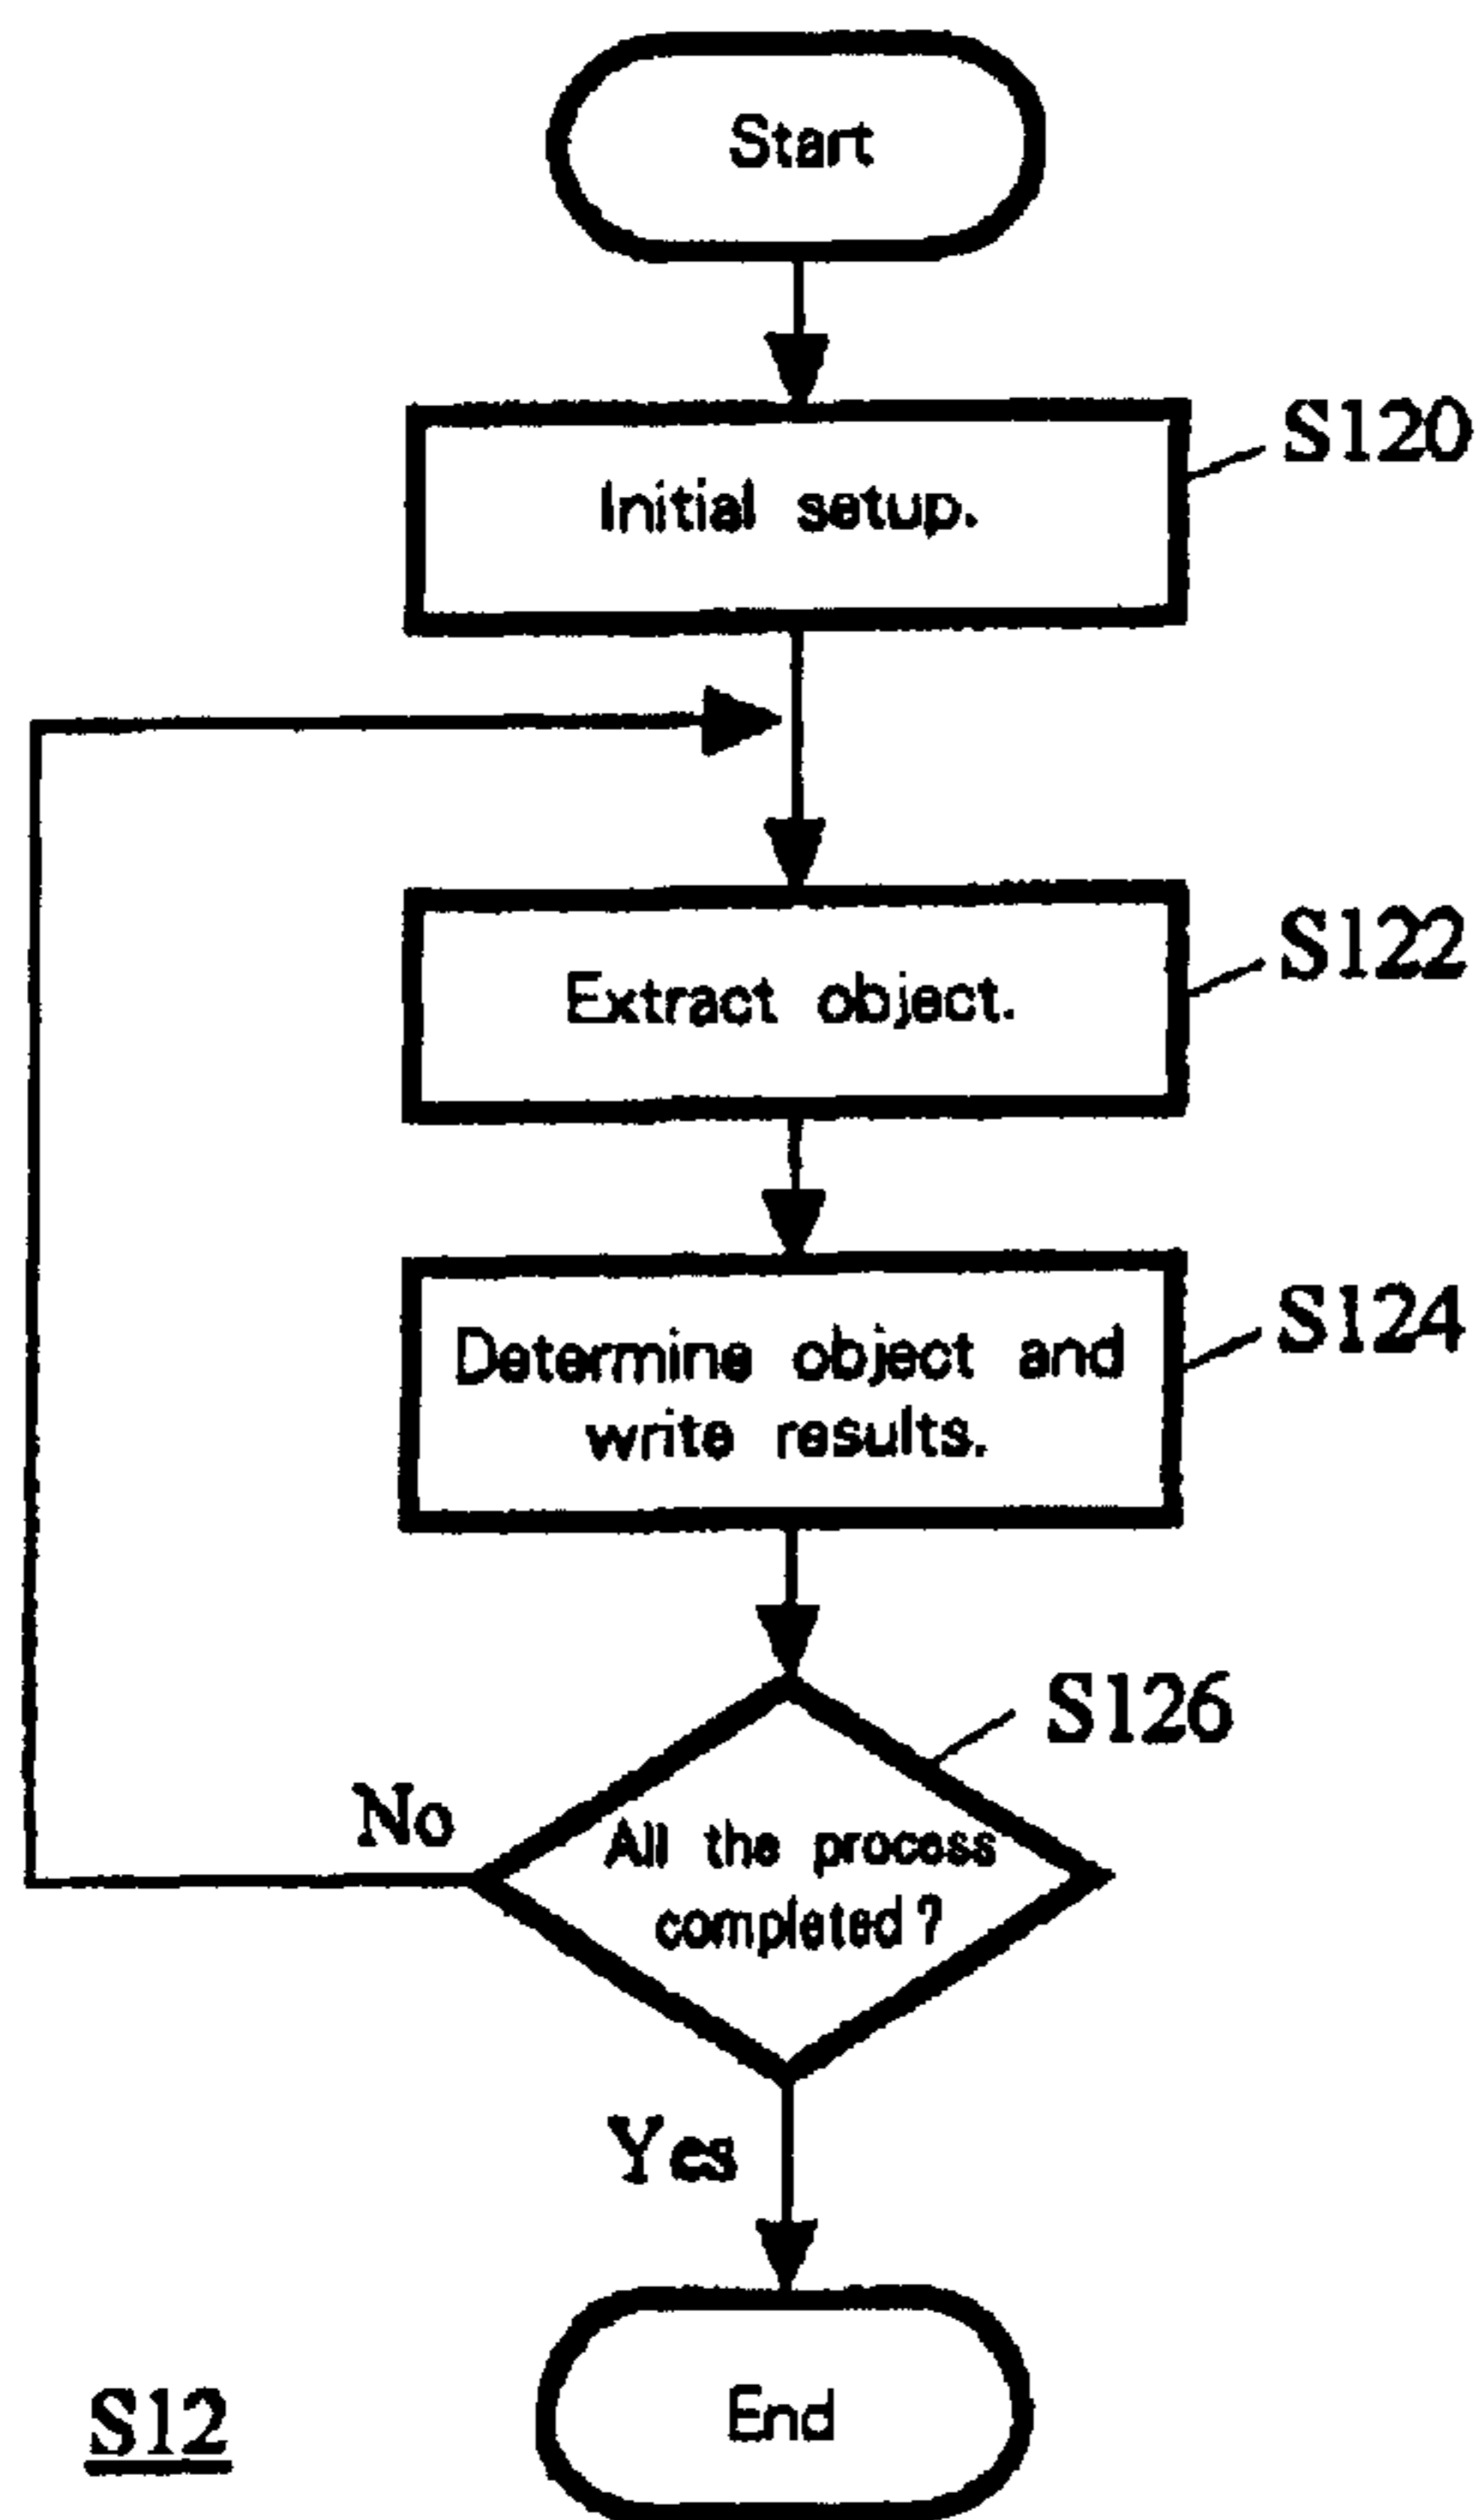 Start
Initial setup.
S120
Extract object.
S122
Determine object and
write results.
S124
S126
All the process
completed?
No
Yes
End
S12